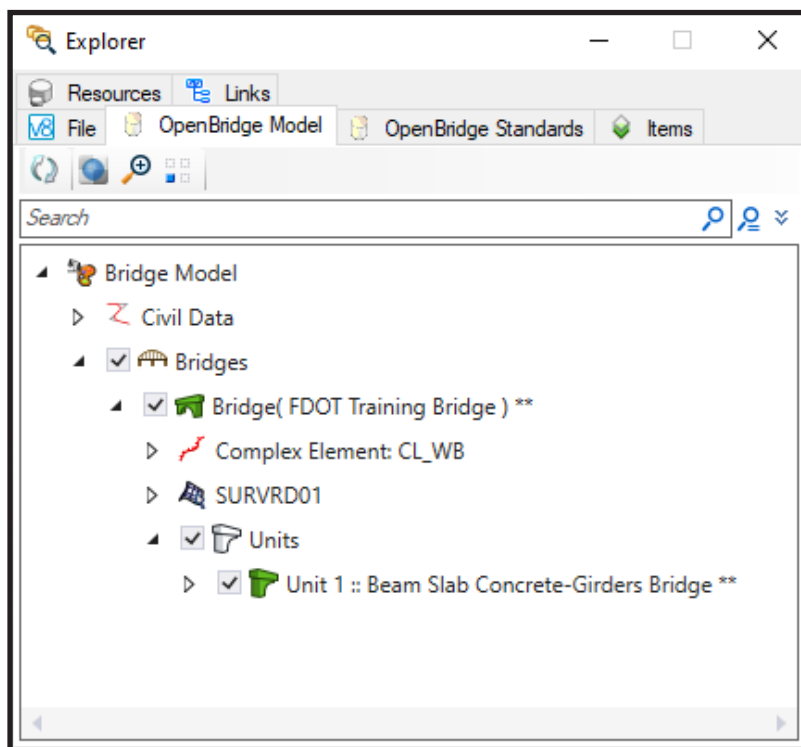 Explorer
Resources Links
V8 File OpenBridge Model OpenBridge Standards Items
Search
Bridge Model
Civil Data
Bridges
Bridge( FDOT Training Bridge ) **
Complex Element: CL_WB
SURVRD01
Units
Unit 1 :: Beam Slab Concrete-Girders Bridge **